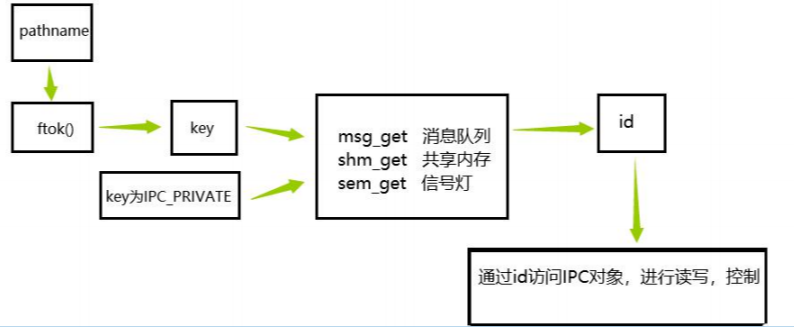 pathname
ftok()
key
key为IPC_PRIVATE
msg_get 消息队列
shm_get 共享内存
sem_get 信号灯
id
通过id访问IPC对象，进行读写，控制